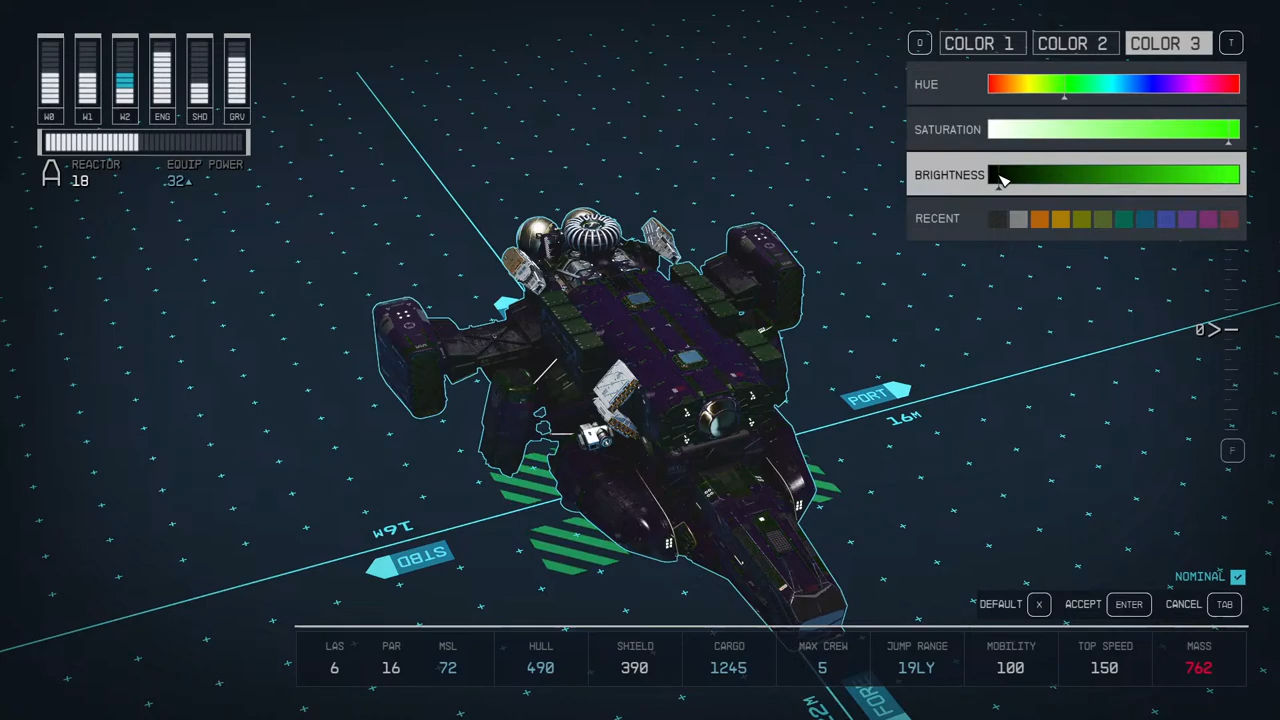 Q COLOR 1 COLOR 2 COLOR 3 T
HUE
SATURATION
BRIGHTNESS
RECENT
W0 W1 W2 ENG SHD GRV
REACTOR EQUIP POWER
A 18 32
0
PORT
16M
F
16M
STBD
NOMINAL
DEFAULT X ACCEPT ENTER CANCEL TAB
LAS PAR MSL HULL SHIELD CARGO MAX CREW JUMP RANGE MOBILITY TOP SPEED MASS
6 16 72 490 390 1245 5 19LY 100 150 762